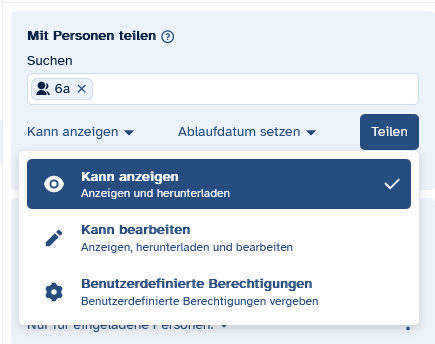 Mit Personen teilen
Suchen
6a
Kann anzeigen
Ablaufdatum setzen
Teilen
Kann anzeigen
Anzeigen und herunterladen
Kann bearbeiten
Anzeigen, herunterladen und bearbeiten
Benutzerdefinierte Berechtigungen
Benutzerdefinierte Berechtigungen vergeben
Nur für eingeladene Personen.